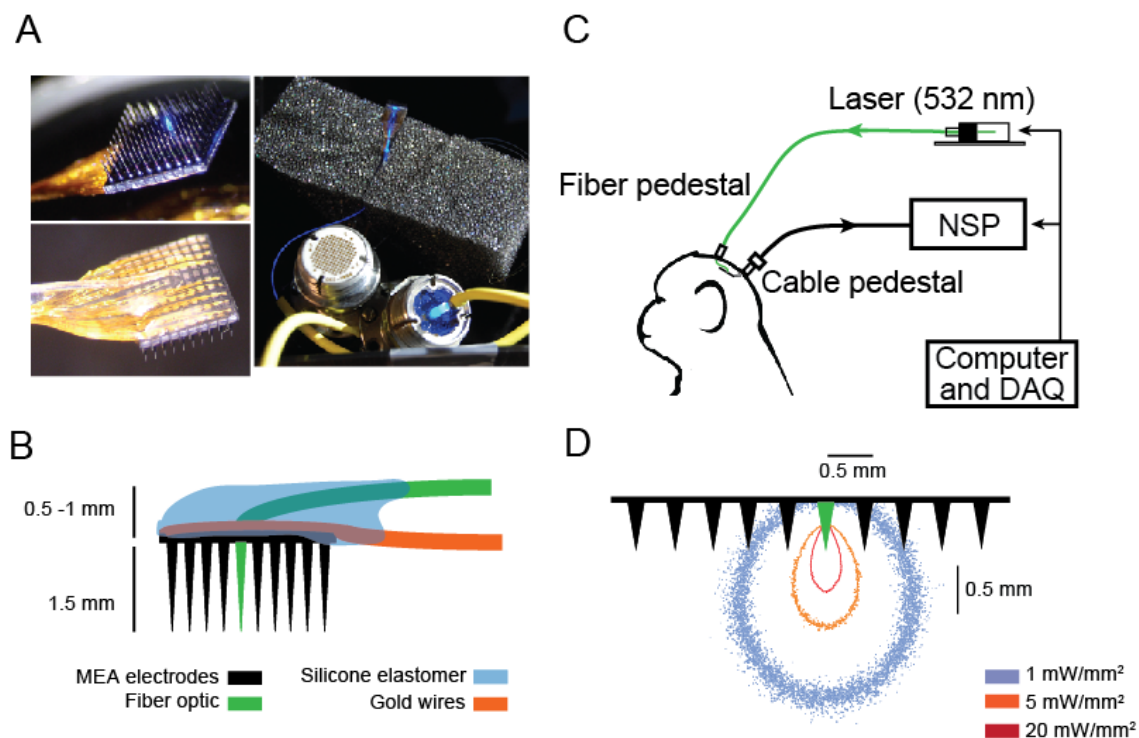 A
B
0.5 -1 mm
1.5 mm
MEA electrodes
Fiber optic
Silicone elastomer
Gold wires
C
Laser (532 nm)
Fiber pedestal
NSP
Cable pedestal
Computer
and DAQ
D
0.5 mm
0.5 mm
1 mW/mm²
5 mW/mm²
20 mW/mm²